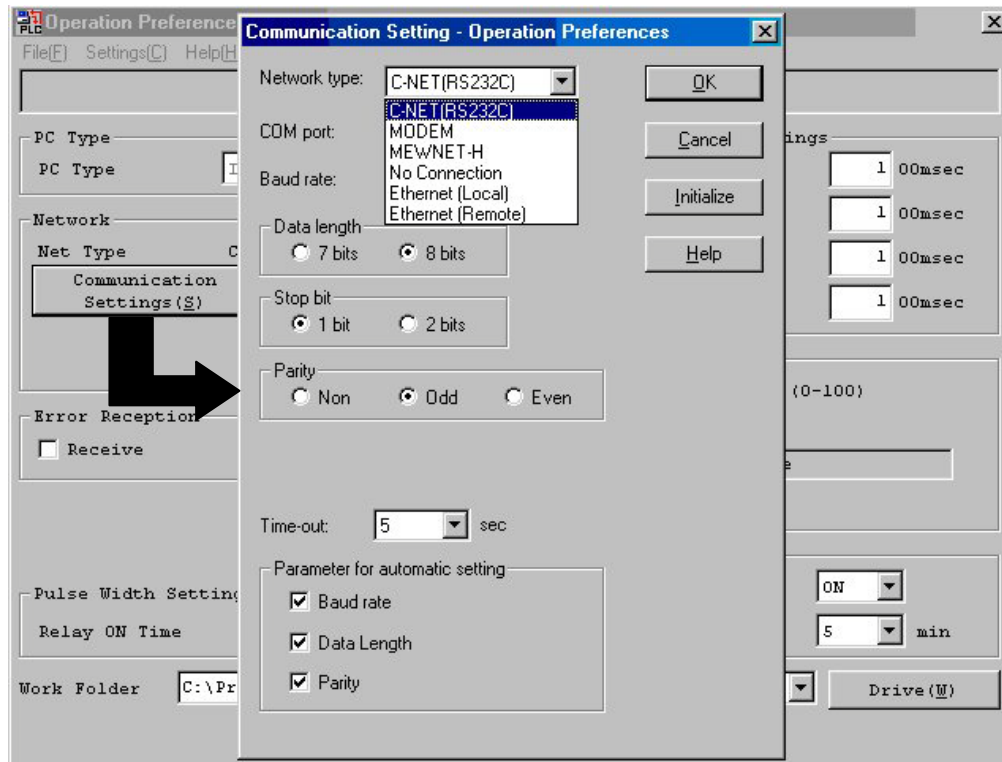 PLC Operation Preference
File(F) Settings(C) Help(H
PC Type
PC Type
Network
Net Type C
Communication
Settings(S)
Error Reception
Receive
Pulse Width Setting
Relay ON Time
Work Folder C:\Pr
Communication Setting - Operation Preferences
Network type: C-NET(RS232C)
C-NET(RS232C)
MODEM
MEWNET-H
No Connection
Ethernet (Local)
Ethernet (Remote)
COM port:
Baud rate:
Data length
7 bits 8 bits
Stop bit
1 bit 2 bits
Parity
Non Odd Even
Time-out: 5 sec
Parameter for automatic setting
Baud rate
Data Length
Parity
OK
Cancel
Initialize
Help
ings
1 00msec
1 00msec
1 00msec
1 00msec
(0-100)
ON
5 min
Drive(W)